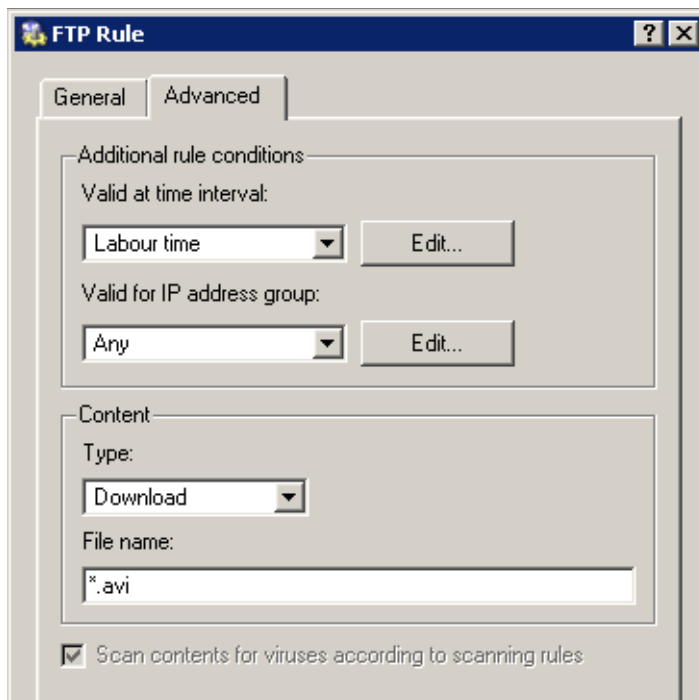 FTP Rule
General Advanced
Additional rule conditions
Valid at time interval:
Labour time Edit...
Valid for IP address group:
Any Edit...
Content
Type:
Download
File name:
*.avi
Scan contents for viruses according to scanning rules